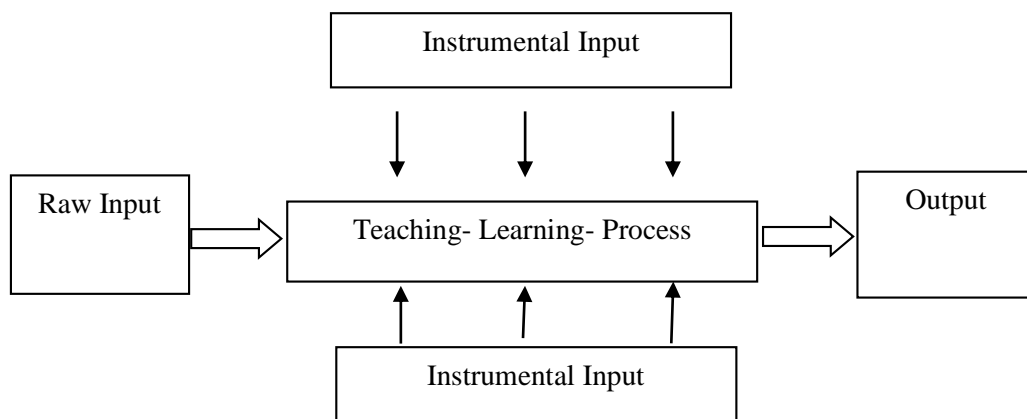 Instrumental Input
Raw Input
Teaching- Learning- Process
Output
Instrumental Input